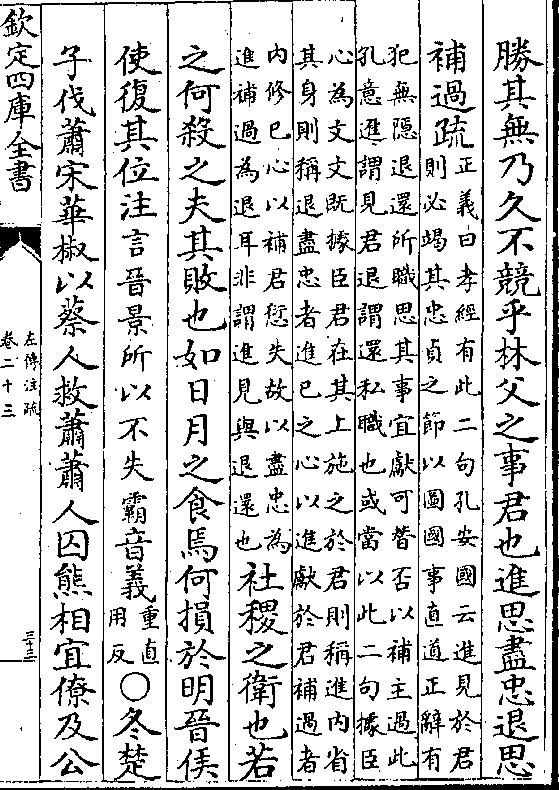 勝其無乃久不競乎林父之事君也進思盡忠退思
補過疏
正義曰孝經有此二句孔安國云進見於君
則必竭其忠貞之節以圖國事直道正辭有
犯無隠退還所職思其事宜獻可替否以補主過此
孔意進謂見君退謂還私職也或當以此二句據臣
心為文文既據臣君在其上施之於君則稱進内省
其身則稱退盡忠者進已之心以進獻於君補過者
内修已心以補君愆失故以盡忠為
進補過為退耳非謂進見與退還也
社稷之衛也若
之何殺之夫其敗也如日月之食焉何損於明晉侯
使復其位注言晉景所以不失霸音義
重直
用反
○冬楚
子伐蕭宋華椒以蔡人救蕭蕭人囚熊相宜僚及公
欽定四庫全書
左傳注疏
卷二十三
三十三